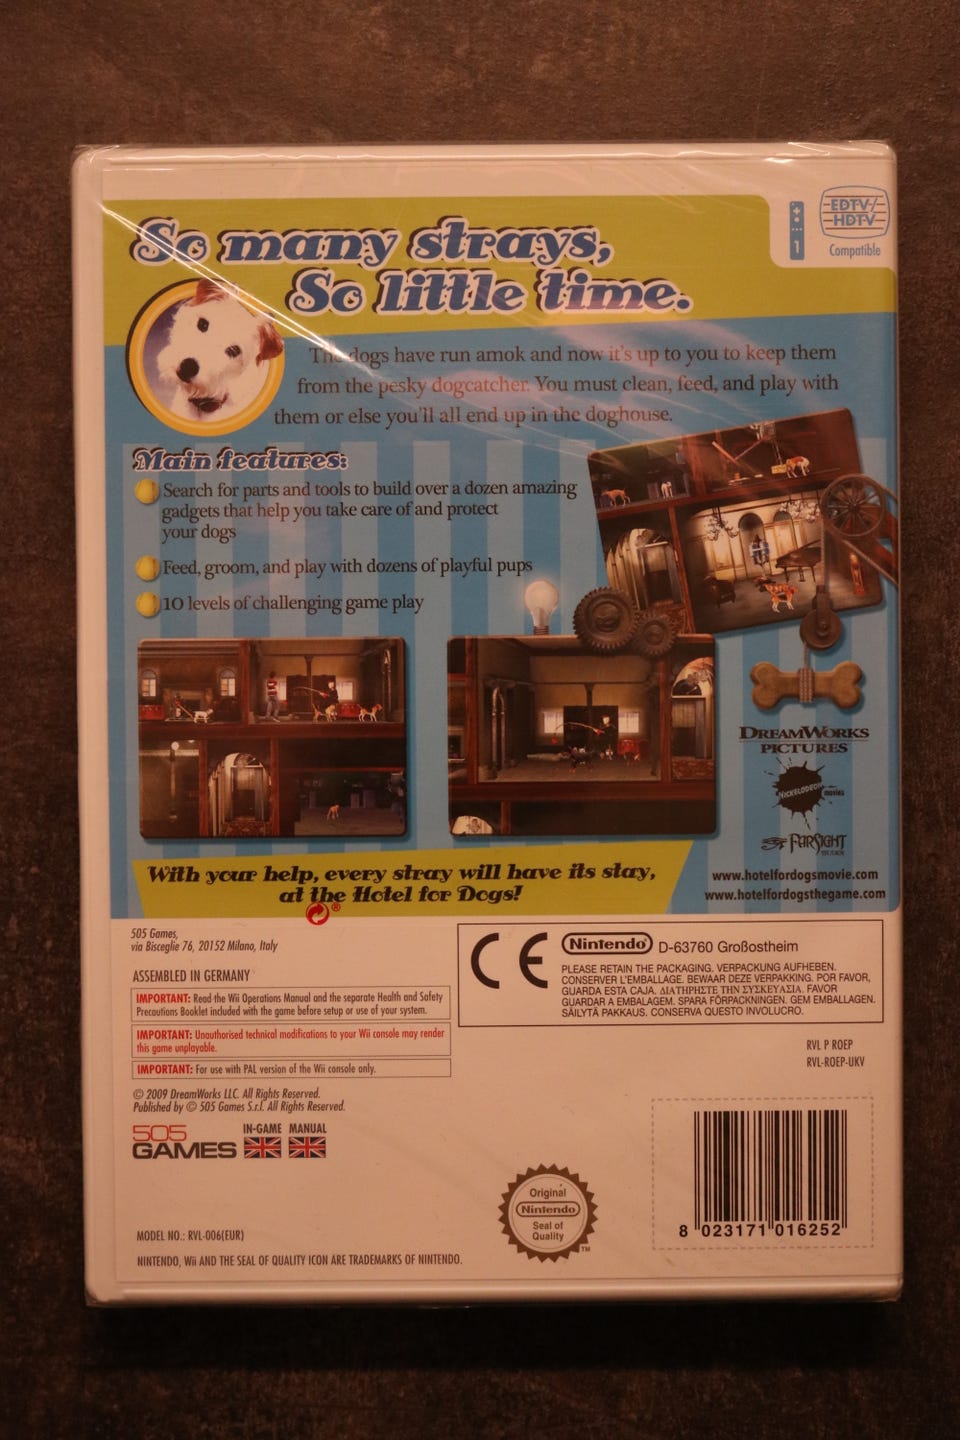 So many strays,
So little time.
1
EDTV/
HDTV
Compatible
The dogs have run amok and now it's up to you to keep them
from the pesky dogcatcher. You must clean, feed, and play with
them or else you'll all end up in the doghouse.
Main features:
Search for parts and tools to build over a dozen amazing
gadgets that help you take care of and protect
your dogs
Feed, groom, and play with dozens of playful pups
10 levels of challenging game play
DREAMWORKS
PICTURES
NICKELODEON movies
FARSIGHT
STUDIOS
With your help, every stray will have its stay,
at the Hotel for Dogs!
www.hotelfordogsmovie.com
www.hotelfordogsthegame.com
505 Games,
via Bisceglie 76, 20152 Milano, Italy
ASSEMBLED IN GERMANY
IMPORTANT: Read the Wii Operations Manual and the separate Health and Safety
Precautions Booklet included with the game before setup or use of your system.
IMPORTANT: Unauthorised technical modifications to your Wii console may render
this game unplayable.
IMPORTANT: For use with PAL version of the Wii console only.
© 2009 DreamWorks LLC. All Rights Reserved.
Published by © 505 Games S.r.l. All Rights Reserved.
505
GAMES
IN-GAME MANUAL
CE
Nintendo D-63760 Großostheim
PLEASE RETAIN THE PACKAGING. VERPACKUNG AUFHEBEN.
CONSERVER L'EMBALLAGE. BEWAAR DEZE VERPAKKING. POR FAVOR,
GUARDA ESTA CAJA. ΔΙΑΤΗΡΗΣΤΕ ΤΗΝ ΣΥΣΚΕΥΑΣΙΑ. FAVOR
GUARDAR A EMBALAGEM. SPARA FÖRPACKNINGEN. GEM EMBALLAGEN.
SÄILYTÄ PAKKAUS. CONSERVA QUESTO INVOLUCRO.
RVL P ROEP
RVL-ROEP-UKV
Original
Nintendo
Seal of
Quality
TM
8 023171 016252
MODEL NO.: RVL-006(EUR)
NINTENDO, Wii AND THE SEAL OF QUALITY ICON ARE TRADEMARKS OF NINTENDO.